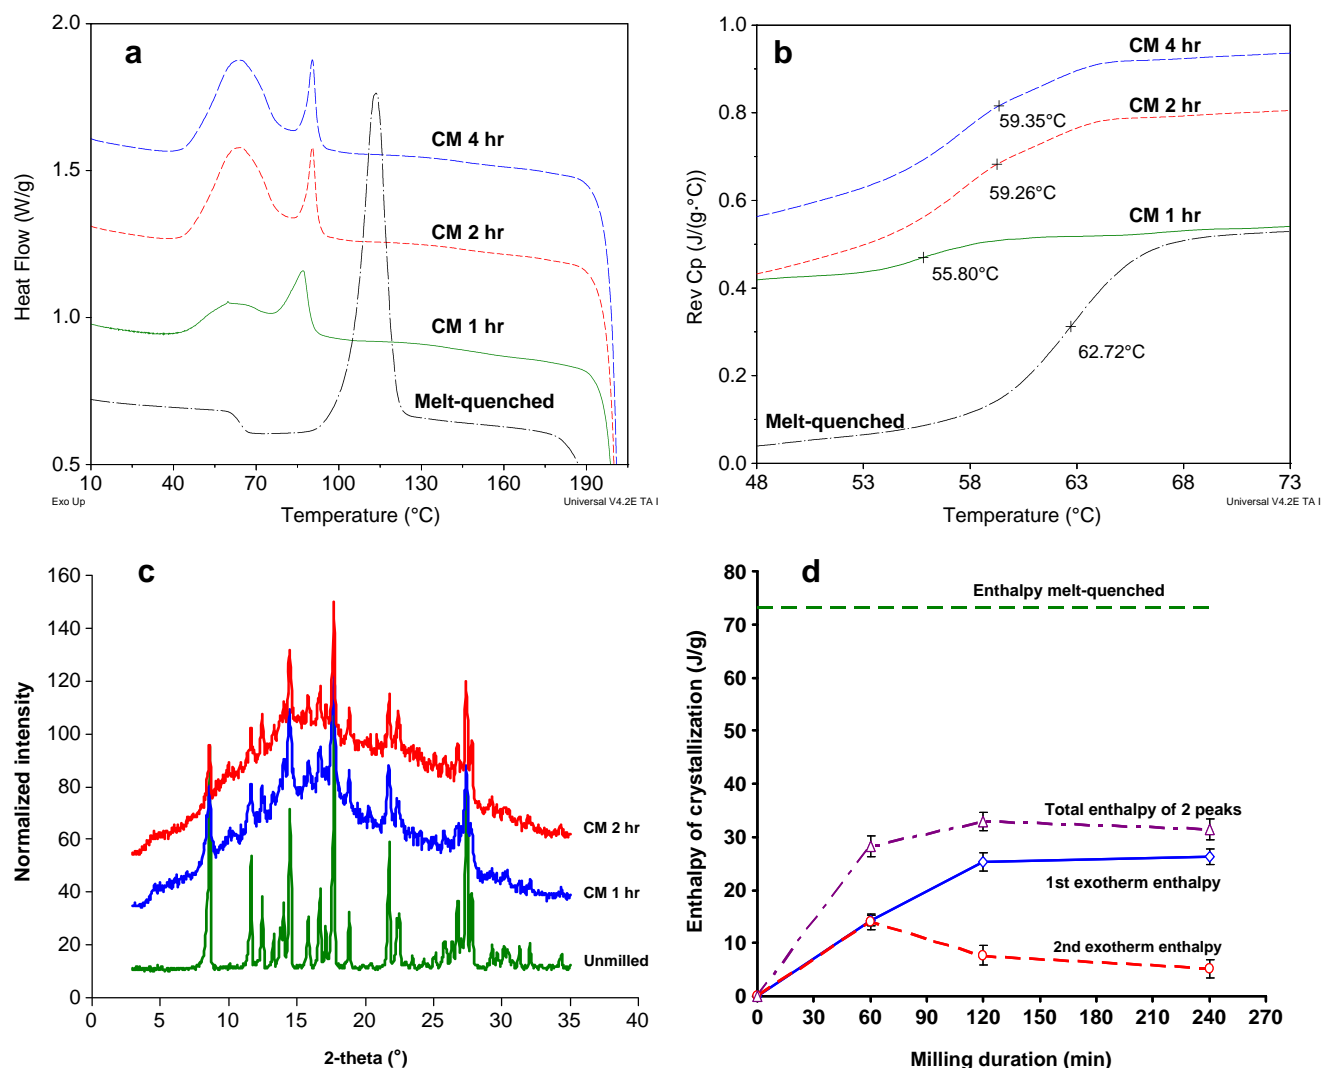 a
2.0
1.5
1.0
0.5
Heat Flow (W/g)
CM 4 hr
CM 2 hr
CM 1 hr
Melt-quenched
10 40 70 100 130 160 190
Exo Up
Universal V4.2E TA I
Temperature (°C)
b
1.0
0.8
0.6
0.4
0.2
0.0
Rev Cp (J/(g·°C))
CM 4 hr
59.35°C
CM 2 hr
59.26°C
CM 1 hr
55.80°C
62.72°C
Melt-quenched
48 53 58 63 68 73
Universal V4.2E TA I
Temperature (°C)
c
160
140
120
100
80
60
40
20
0
Normalized intensity
CM 2 hr
CM 1 hr
Unmilled
0 5 10 15 20 25 30 35 40
2-theta (°)
d
80
70
60
50
40
30
20
10
0
Enthalpy of crystallization (J/g)
Enthalpy melt-quenched
Total enthalpy of 2 peaks
1st exotherm enthalpy
2nd exotherm enthalpy
0 30 60 90 120 150 180 210 240 270
Milling duration (min)